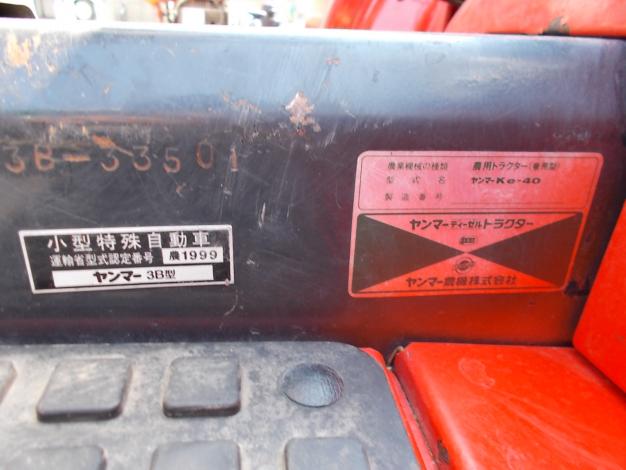 3B-33501
小型特殊自動車
運輸省型式認定番号 農1999
ヤンマー 3B型
農業機械の種類 農用トラクター(乗用型)
型式名 ヤンマーKe-40
製造番号
ヤンマーディーゼルトラクター
ヤンマー農機株式会社